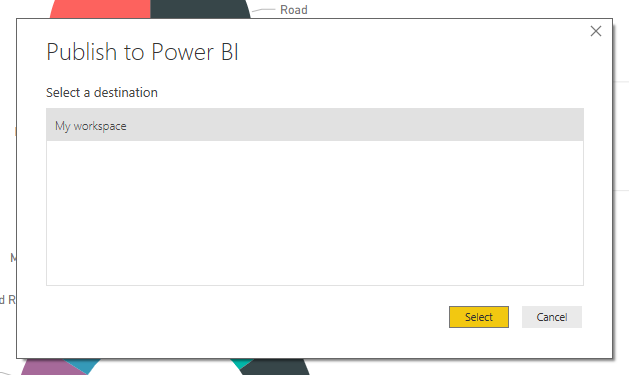 Road
Publish to Power BI
Select a destination
My workspace
M
d R
Select
Cancel